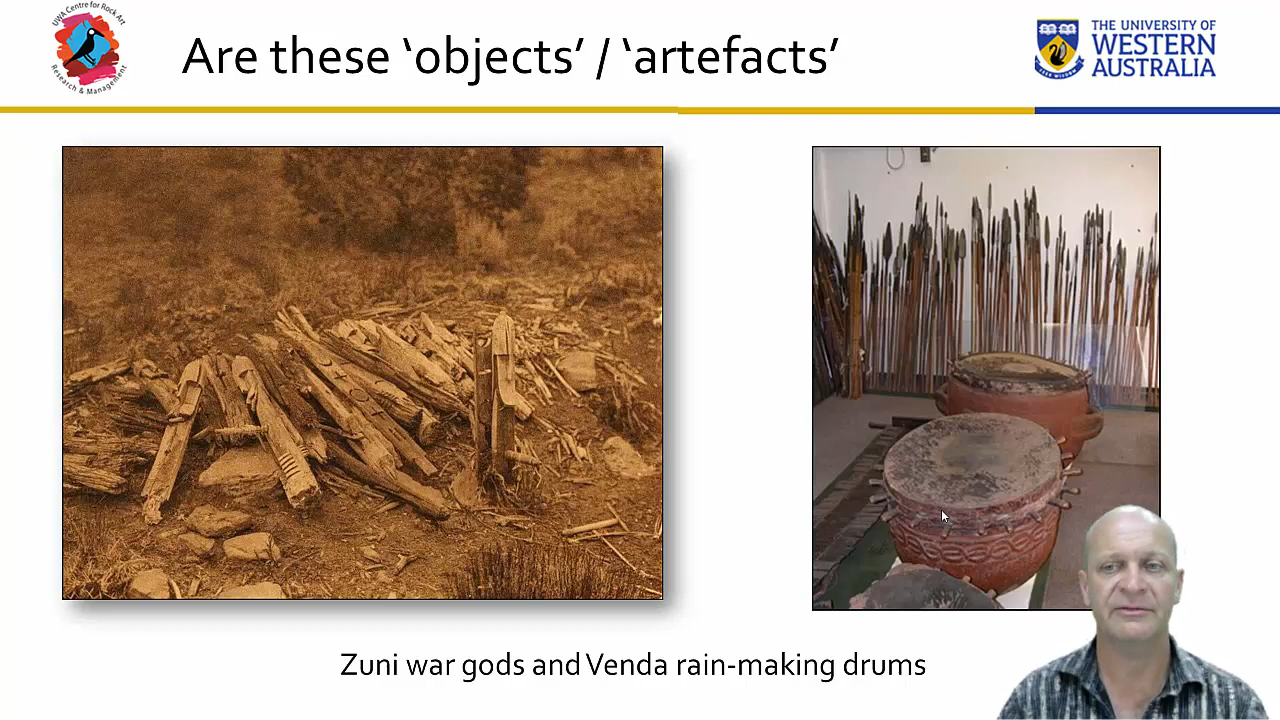 UWA Centre for Rock Art
Research & Management
Are these ‘objects’ / ‘artefacts’
THE UNIVERSITY OF
WESTERN
AUSTRALIA
Zuni war gods and Venda rain-making drums